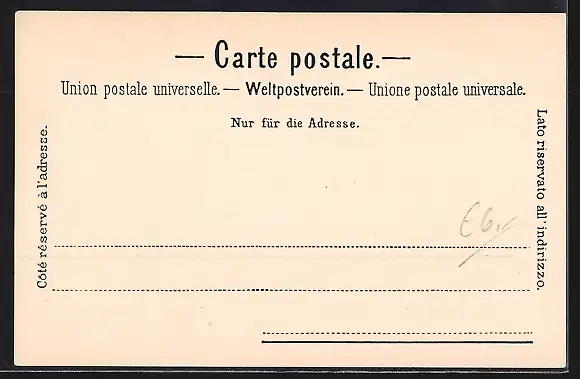 — Carte postale. —
Union postale universelle. — Weltpostverein. — Unione postale universale.
Nur für die Adresse.
Côté réservé à l'adresse.
Lato riservato all' indirizzo.